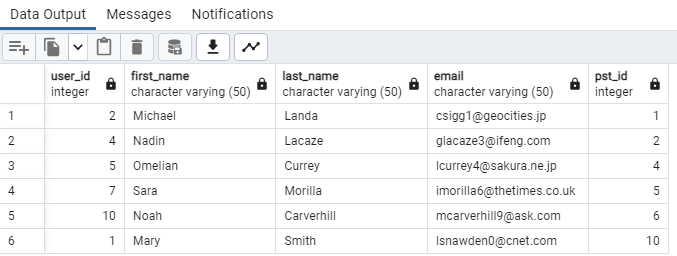 Data Output Messages Notifications
user_id first_name last_name email pst_id
integer character varying (50) character varying (50) character varying (50) integer
1 2 Michael Landa csigg1@geocities.jp 1
2 4 Nadin Lacaze glacaze3@ifeng.com 2
3 5 Omelian Currey lcurrey4@sakura.ne.jp 4
4 7 Sara Morilla imorilla6@thetimes.co.uk 5
5 10 Noah Carverhill mcarverhill9@ask.com 6
6 1 Mary Smith lsnawden0@cnet.com 10